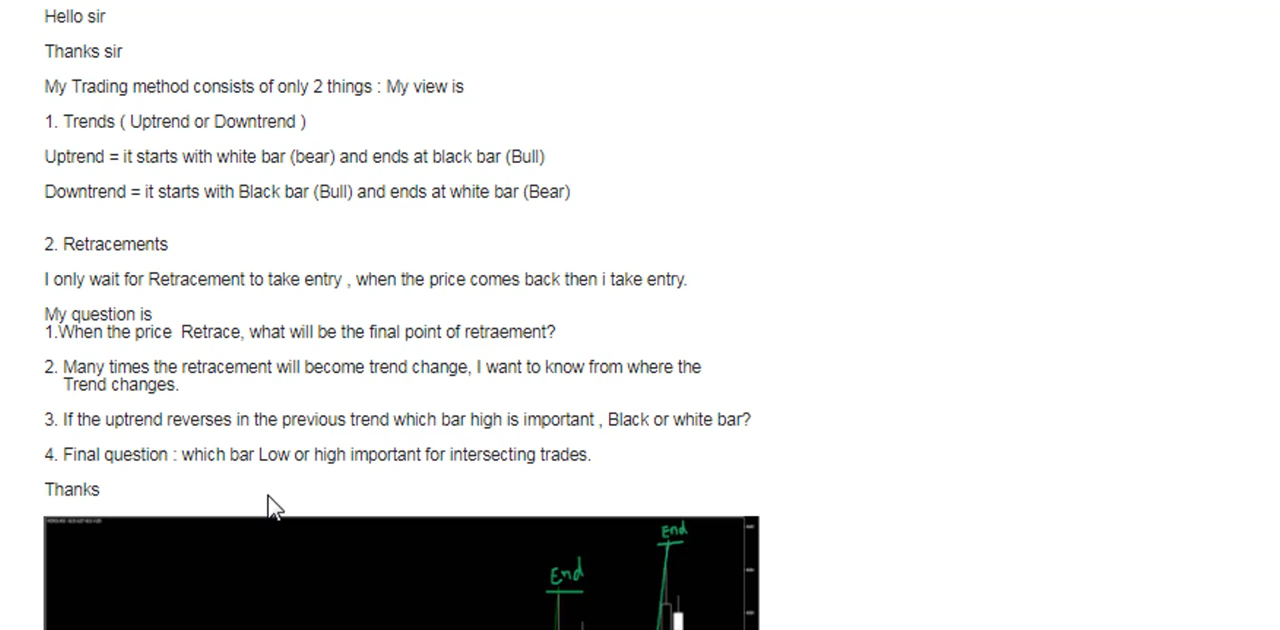 Hello sir
Thanks sir
My Trading method consists of only 2 things : My view is
1. Trends ( Uptrend or Downtrend )
Uptrend = it starts with white bar (bear) and ends at black bar (Bull)
Downtrend = it starts with Black bar (Bull) and ends at white bar (Bear)
2. Retracements
I only wait for Retracement to take entry , when the price comes back then i take entry.
My question is
1.When the price  Retrace, what will be the final point of retraement?
2. Many times the retracement will become trend change, I want to know from where the
Trend changes.
3. If the uptrend reverses in the previous trend which bar high is important , Black or white bar?
4. Final question : which bar Low or high important for intersecting trades.
Thanks
End
End